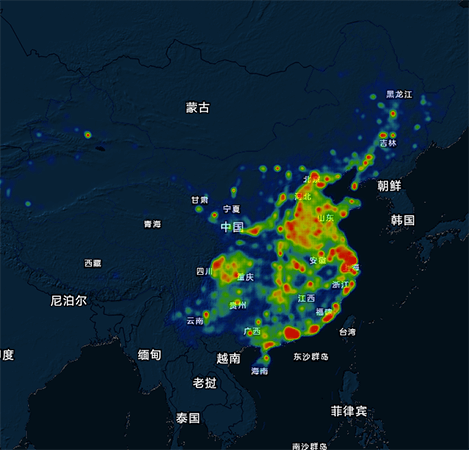 黑龙江
蒙古
吉林
北京
朝鲜
甘肃
河北
宁夏
山东
韩国
青海
中国
西藏
安徽
四川
重庆
浙江
尼泊尔
江西
贵州
福建
云南
广西
台湾
缅甸
越南
东沙群岛
海南
老挝
泰国
菲律宾
南沙群岛